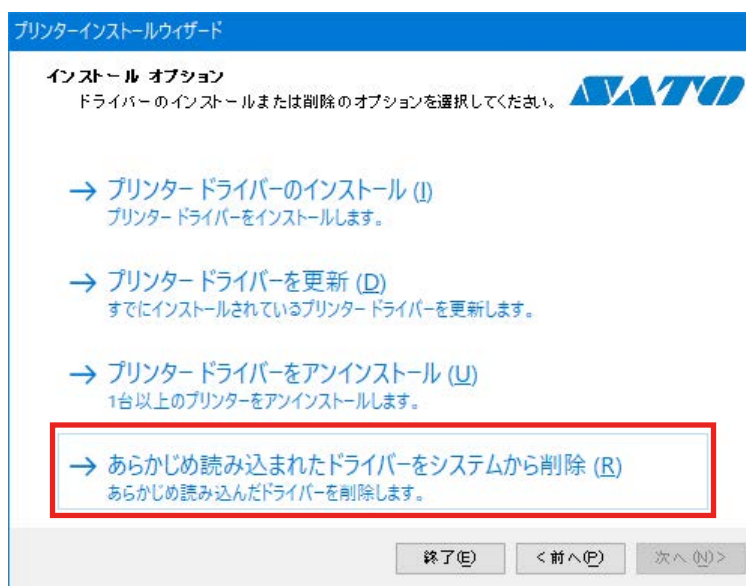 プリンターインストールウィザード
インストール オプション
ドライバーのインストールまたは削除のオプションを選択してください。
SATO
→ プリンター ドライバーのインストール (I)
プリンター ドライバーをインストールします。
→ プリンター ドライバーを更新 (D)
すでにインストールされているプリンター ドライバーを更新します。
→ プリンター ドライバーをアンインストール (U)
1台以上のプリンターをアンインストールします。
→ あらかじめ読み込まれたドライバーをシステムから削除 (R)
あらかじめ読み込んだドライバーを削除します。
終了(E) <前へ(P) 次へ (N)>